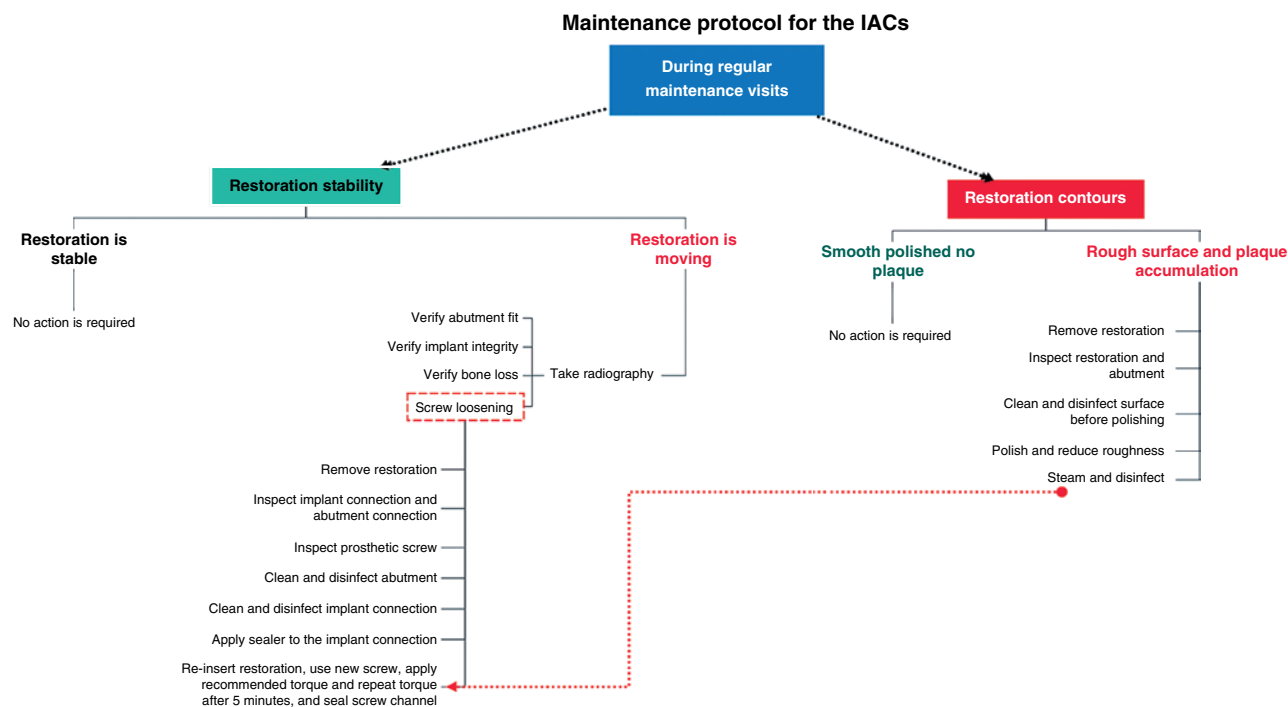 Maintenance protocol for the IACs
During regular
maintenance visits
Restoration stability
Restoration is
stable
No action is required
Restoration is
moving
Take radiography
Verify abutment fit
Verify implant integrity
Verify bone loss
Screw loosening
Remove restoration
Inspect implant connection and
abutment connection
Inspect prosthetic screw
Clean and disinfect abutment
Clean and disinfect implant connection
Apply sealer to the implant connection
Re-insert restoration, use new screw, apply
recommended torque and repeat torque
after 5 minutes, and seal screw channel
Restoration contours
Smooth polished no
plaque
No action is required
Rough surface and plaque
accumulation
Remove restoration
Inspect restoration and
abutment
Clean and disinfect surface
before polishing
Polish and reduce roughness
Steam and disinfect